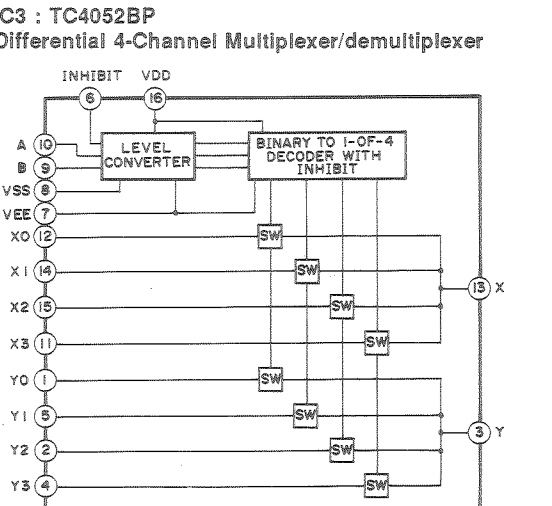 C3 : TC4052BP
Differential 4-Channel Multiplexer/demultiplexer
INHIBIT VDD
6 16
A 10
LEVEL CONVERTER
BINARY TO 1-OF-4 DECODER WITH INHIBIT
B 9
VSS 8
VEE 7
X0 12 SW
X1 14 SW
13 X
X2 15 SW
X3 11 SW
Y0 1 SW
Y1 5 SW
3 Y
Y2 2 SW
Y3 4 SW